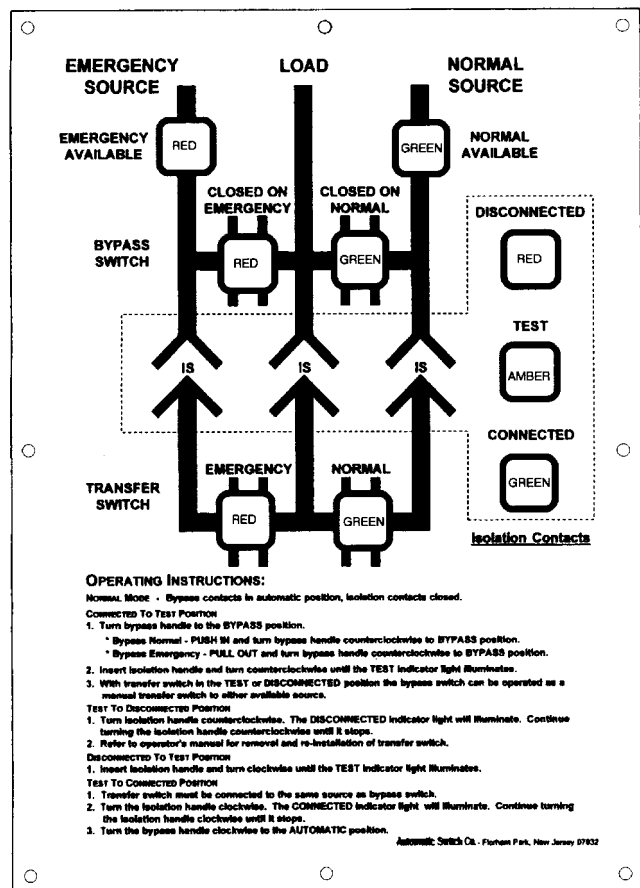 EMERGENCY SOURCE
LOAD
NORMAL SOURCE
EMERGENCY AVAILABLE
RED
GREEN
NORMAL AVAILABLE
CLOSED ON EMERGENCY
CLOSED ON NORMAL
DISCONNECTED
BYPASS SWITCH
RED
GREEN
RED
TEST
IS
IS
IS
AMBER
CONNECTED
EMERGENCY
NORMAL
TRANSFER SWITCH
RED
GREEN
GREEN
Isolation Contacts
OPERATING INSTRUCTIONS:
NORMAL MODE - Bypass contacts in automatic position, isolation contacts closed.
CONNECTED TO TEST POSITION
1. Turn bypass handle to the BYPASS position.
* Bypass Normal - PUSH IN and turn bypass handle counterclockwise to BYPASS position.
* Bypass Emergency - PULL OUT and turn bypass handle counterclockwise to BYPASS position.
2. Insert isolation handle and turn counterclockwise until the TEST indicator light illuminates.
3. With transfer switch in the TEST or DISCONNECTED position the bypass switch can be operated as a
manual transfer switch to either available source.
TEST TO DISCONNECTED POSITION
1. Turn isolation handle counterclockwise. The DISCONNECTED indicator light will illuminate. Continue
turning the isolation handle counterclockwise until it stops.
2. Refer to operator's manual for removal and re-installation of transfer switch.
DISCONNECTED TO TEST POSITION
1. Insert isolation handle and turn clockwise until the TEST indicator light illuminates.
TEST TO CONNECTED POSITION
1. Transfer switch must be connected to the same source as bypass switch.
2. Turn the isolation handle clockwise. The CONNECTED indicator light will illuminate. Continue turning
the isolation handle clockwise until it stops.
3. Turn the bypass handle clockwise to the AUTOMATIC position.
Automatic Switch Co. - Florham Park, New Jersey 07932